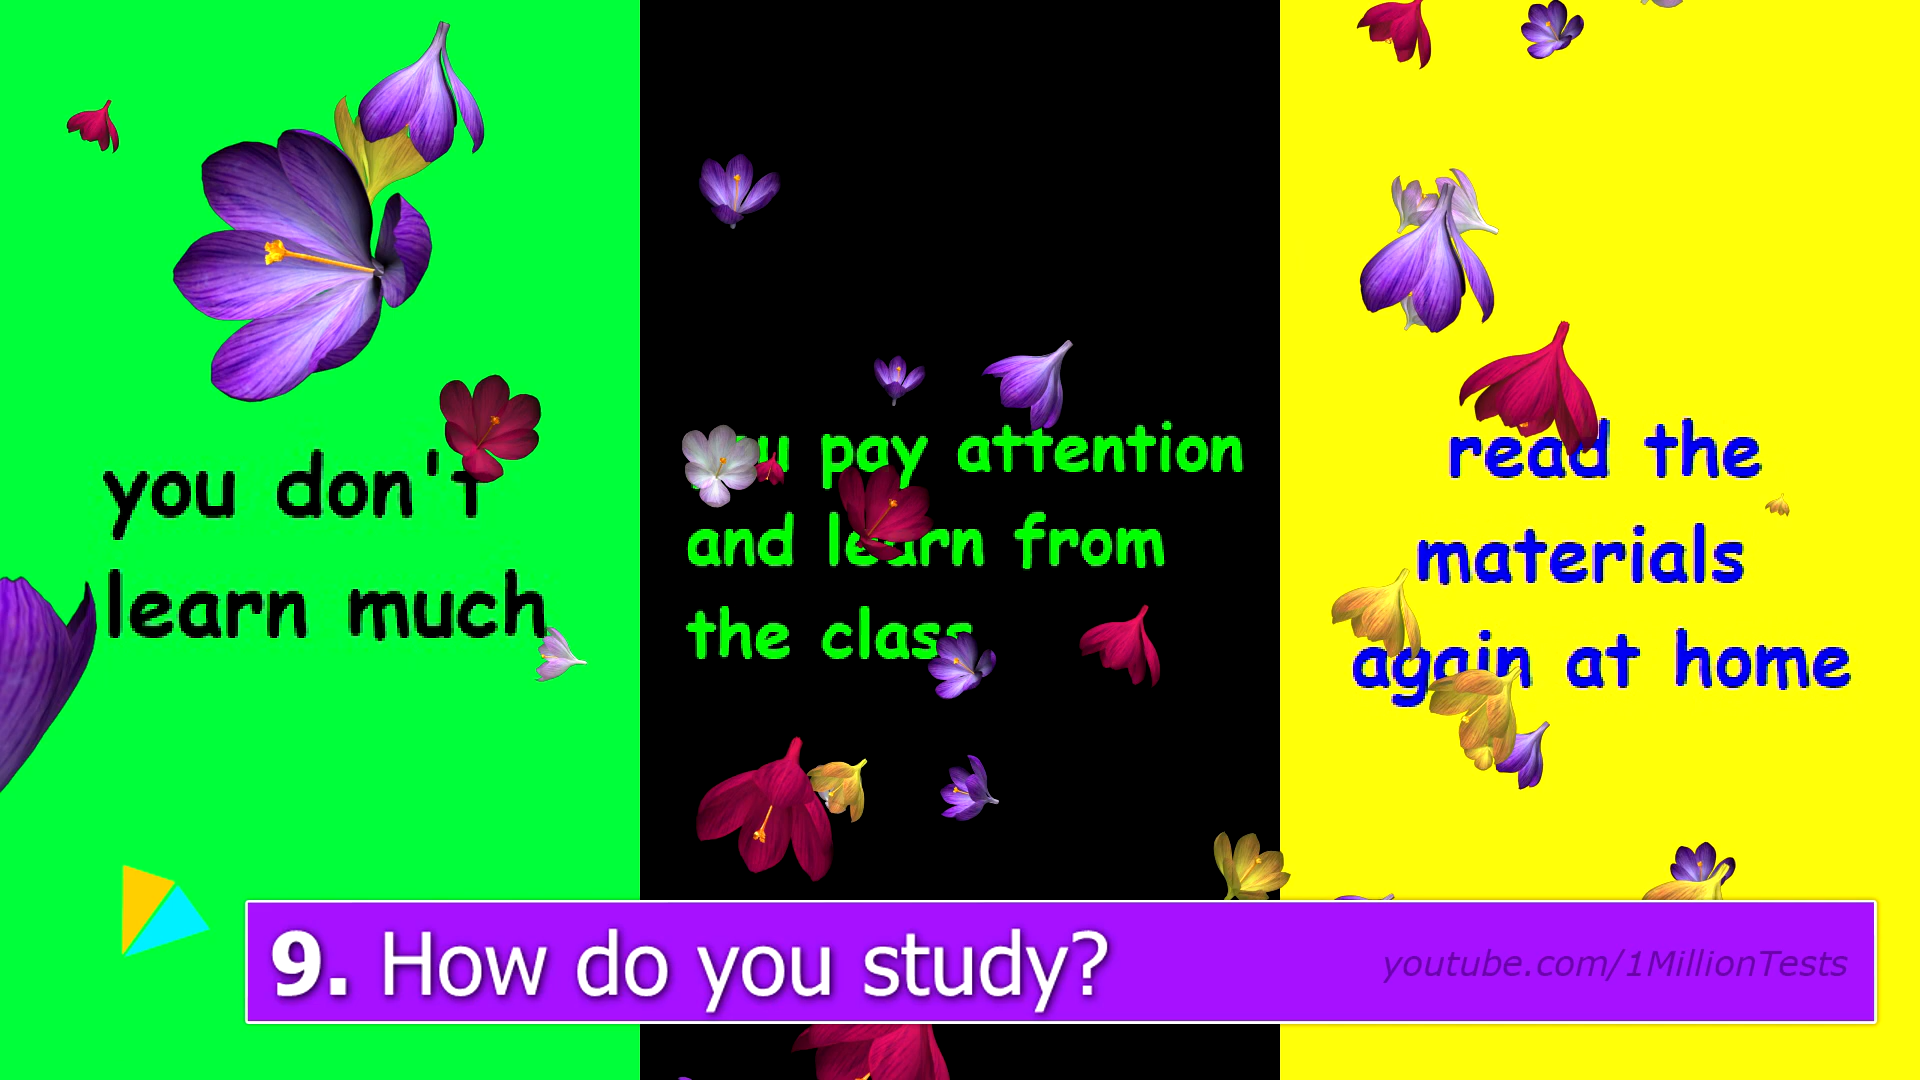 you don't
learn much
you pay attention
and learn from
the class
read the
materials
again at home
9. How do you study?
youtube.com/1MillionTests